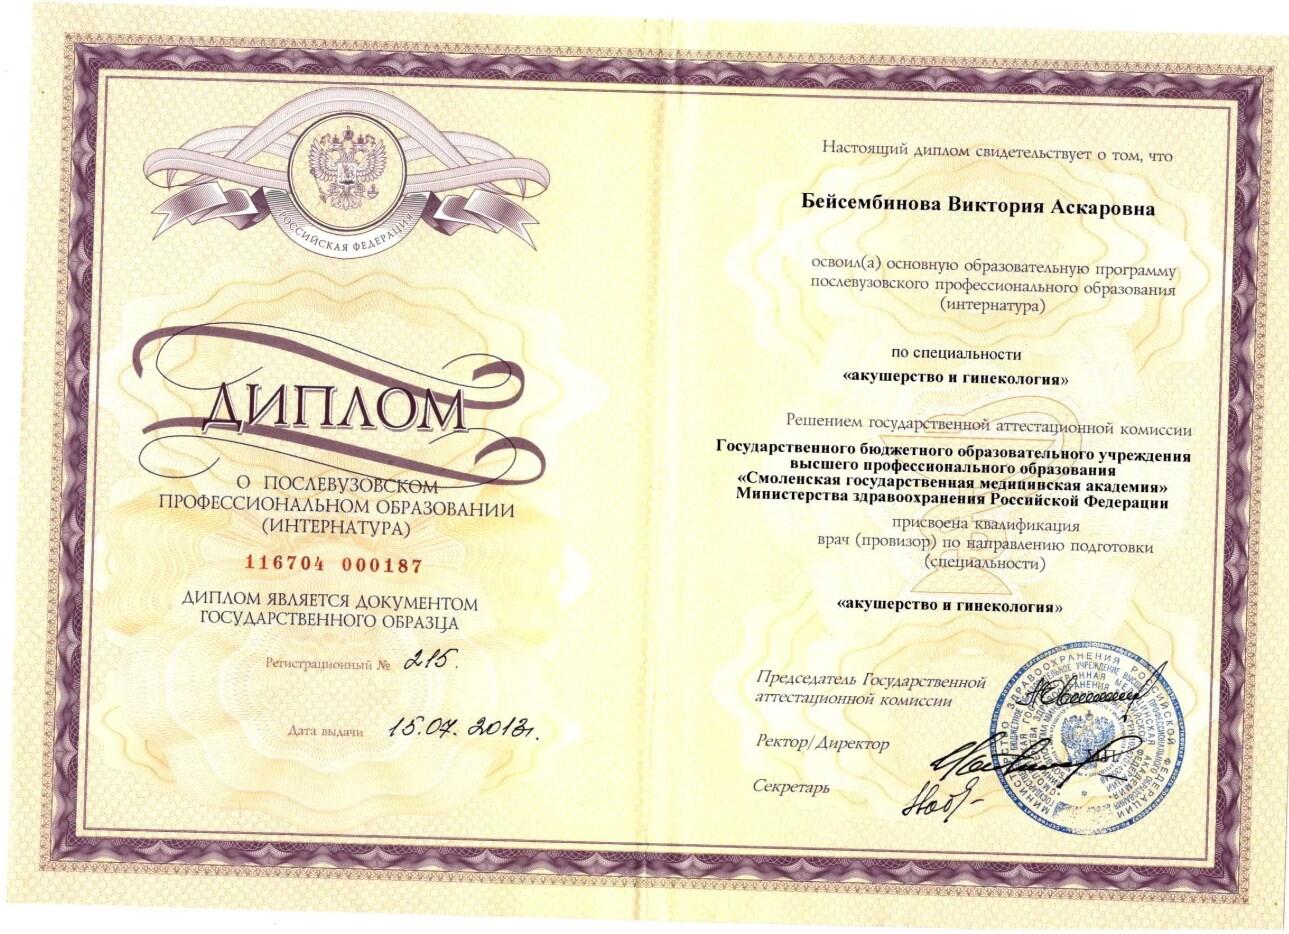 РОССИЙСКАЯ ФЕДЕРАЦИЯ
ДИПЛОМ
О ПОСЛЕВУЗОВСКОМ
ПРОФЕССИОНАЛЬНОМ ОБРАЗОВАНИИ
(ИНТЕРНАТУРА)
116704 000187
ДИПЛОМ ЯВЛЯЕТСЯ ДОКУМЕНТОМ
ГОСУДАРСТВЕННОГО ОБРАЗЦА
Регистрационный № 215.
Дата выдачи 15.07.2013г.
Настоящий диплом свидетельствует о том, что
Бейсембинова Виктория Аскаровна
освоил(а) основную образовательную программу
послевузовского профессионального образования
(интернатура)
по специальности
«акушерство и гинекология»
Решением государственной аттестационной комиссии
Государственного бюджетного образовательного учреждения
высшего профессионального образования
«Смоленская государственная медицинская академия»
Министерства здравоохранения Российской Федерации
присвоена квалификация
врач (провизор) по направлению подготовки
(специальности)
«акушерство и гинекология»
Председатель Государственной
аттестационной комиссии
Ректор/Директор
Секретарь
МИНИСТЕРСТВО ЗДРАВООХРАНЕНИЯ РОССИЙСКОЙ ФЕДЕРАЦИИ